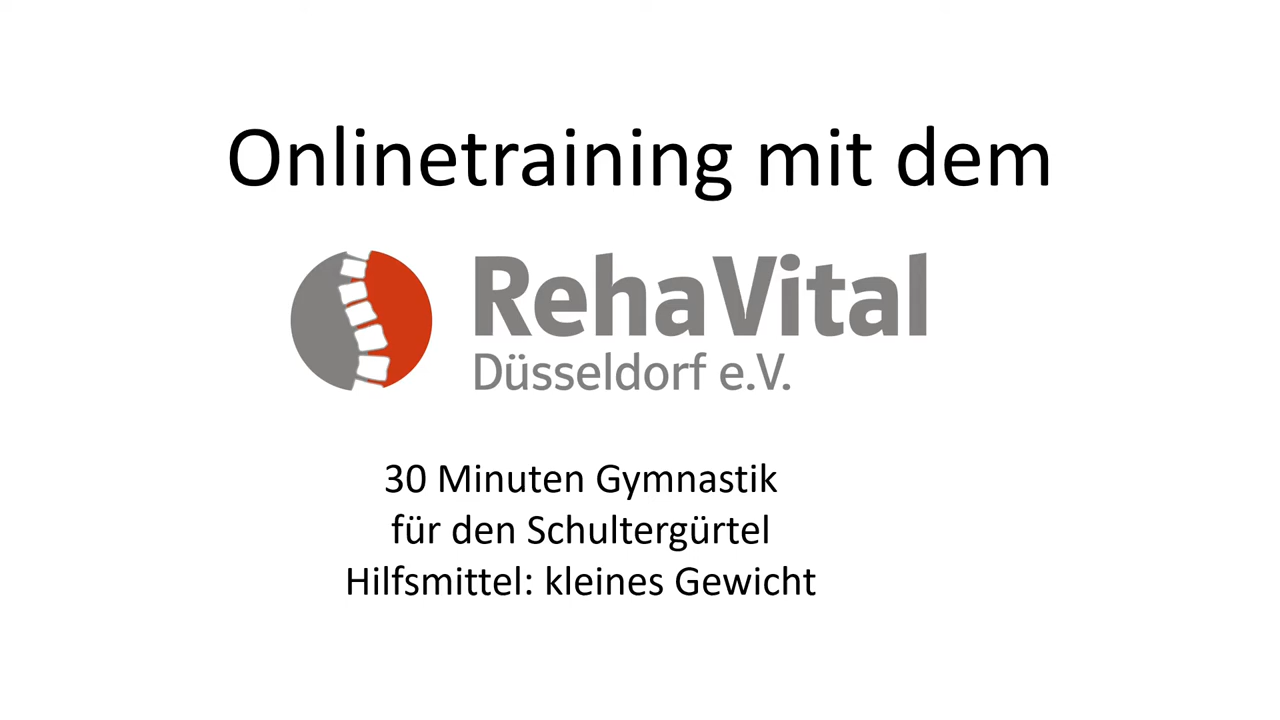 Onlinetraining mit dem
RehaVital
Düsseldorf e.V.
30 Minuten Gymnastik
für den Schultergürtel
Hilfsmittel: kleines Gewicht